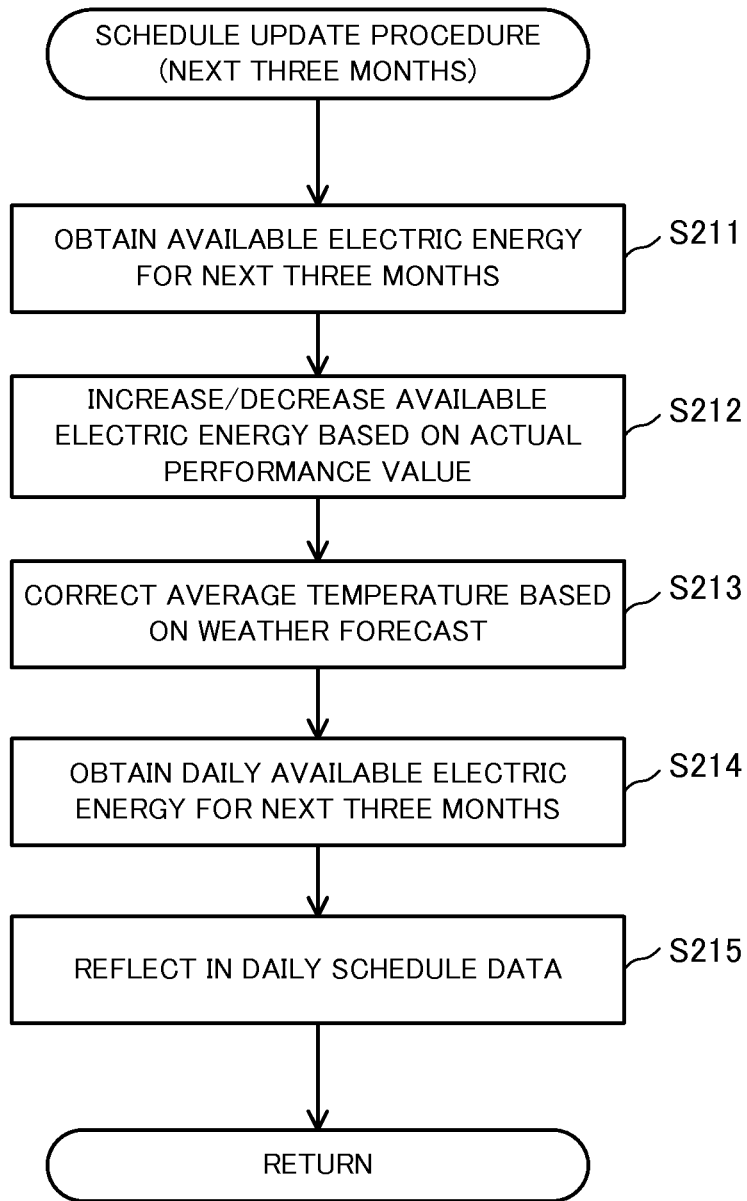 SCHEDULE UPDATE PROCEDURE
(NEXT THREE MONTHS)
OBTAIN AVAILABLE ELECTRIC ENERGY
FOR NEXT THREE MONTHS
S211
INCREASE/DECREASE AVAILABLE
ELECTRIC ENERGY BASED ON ACTUAL
PERFORMANCE VALUE
S212
CORRECT AVERAGE TEMPERATURE BASED
ON WEATHER FORECAST
S213
OBTAIN DAILY AVAILABLE ELECTRIC
ENERGY FOR NEXT THREE MONTHS
S214
REFLECT IN DAILY SCHEDULE DATA
S215
RETURN